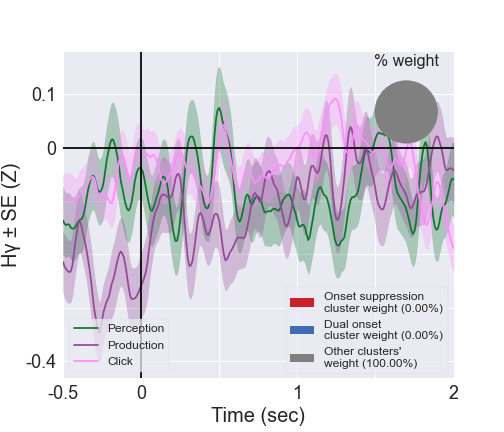 % weight
0.1
0
-0.4
Hγ ± SE (Z)
Perception
Production
Click
Onset suppression
cluster weight (0.00%)
Dual onset
cluster weight (0.00%)
Other clusters'
weight (100.00%)
-0.5
0
1
2
Time (sec)